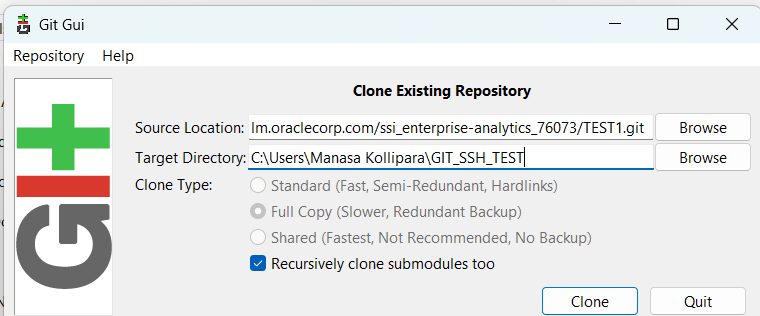 Git Gui
Repository Help
Clone Existing Repository
Source Location: lm.oraclecorp.com/ssi_enterprise-analytics_76073/TEST1.git Browse
Target Directory: C:\Users\Manasa Kollipara\GIT_SSH_TEST Browse
Clone Type: Standard (Fast, Semi-Redundant, Hardlinks)
Full Copy (Slower, Redundant Backup)
Shared (Fastest, Not Recommended, No Backup)
Recursively clone submodules too
Clone Quit